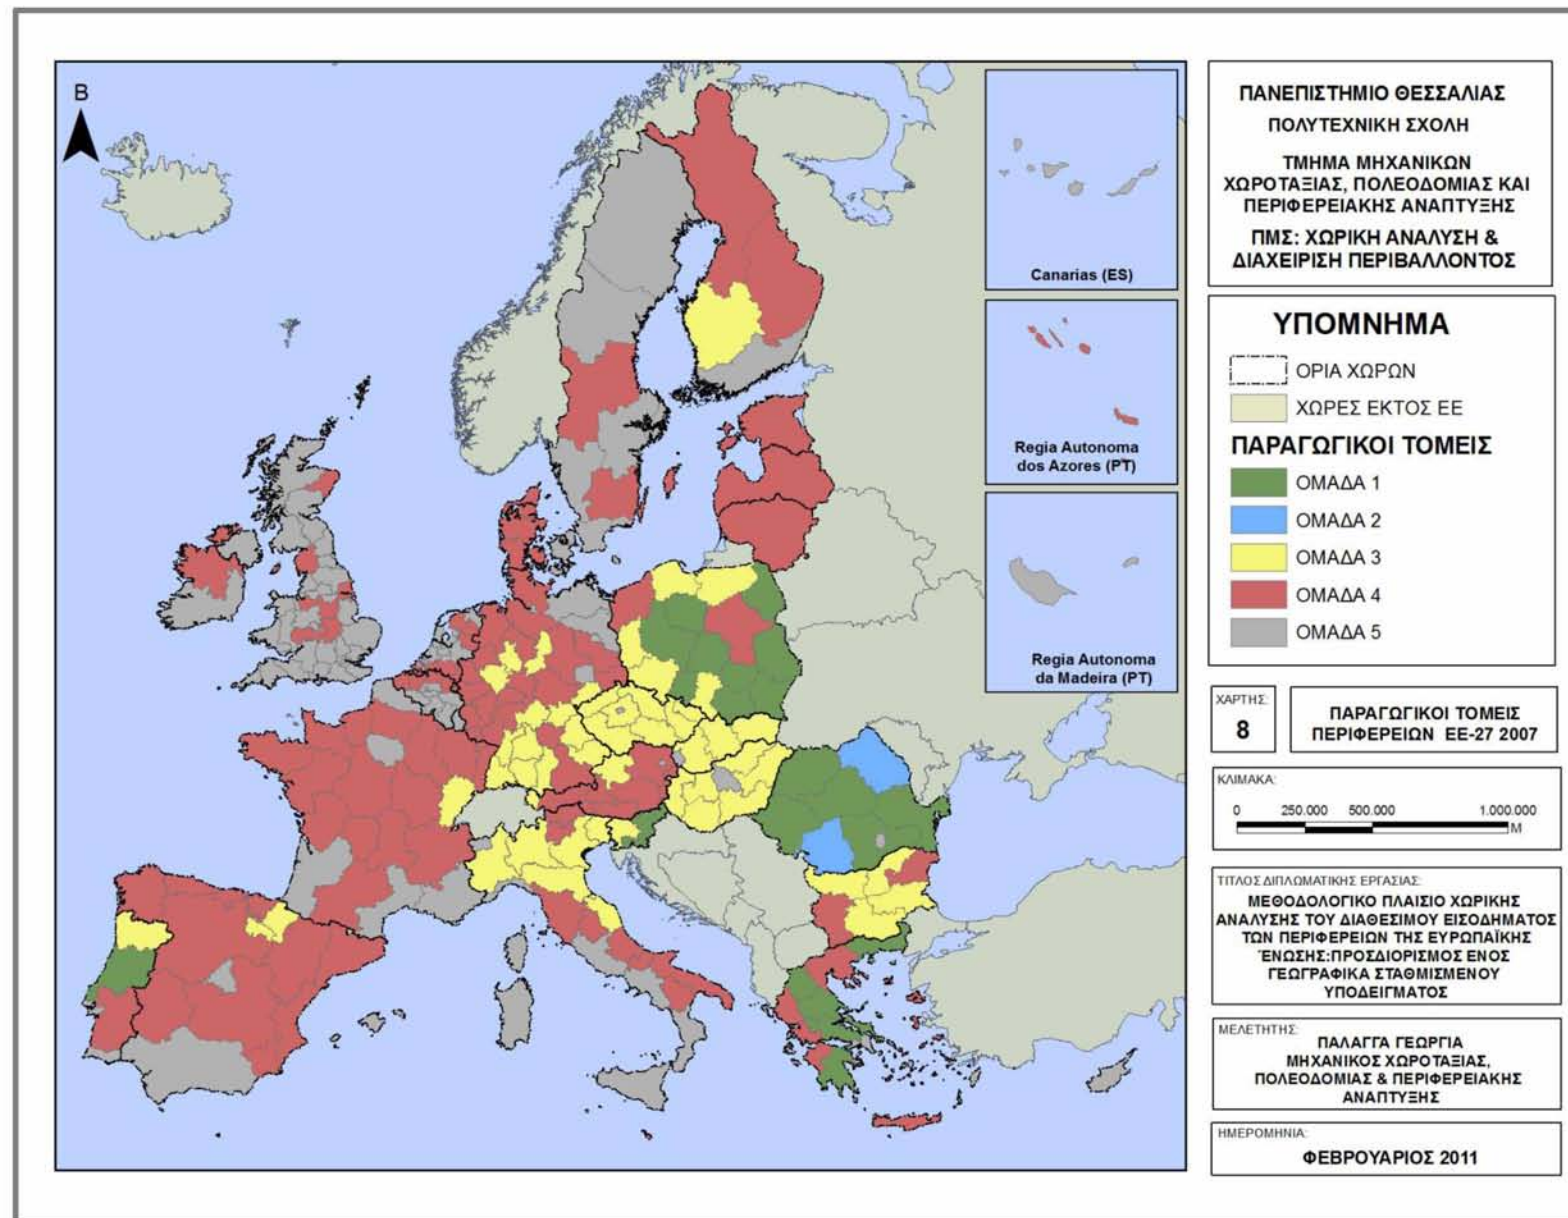 B
Canarias (ES)
Regia Autonoma
dos Azores (PT)
Regia Autonoma
da Madeira (PT)
ΠΑΝΕΠΙΣΤΗΜΙΟ ΘΕΣΣΑΛΙΑΣ
ΠΟΛΥΤΕΧΝΙΚΗ ΣΧΟΛΗ
ΤΜΗΜΑ ΜΗΧΑΝΙΚΩΝ
ΧΩΡΟΤΑΞΙΑΣ, ΠΟΛΕΟΔΟΜΙΑΣ ΚΑΙ
ΠΕΡΙΦΕΡΕΙΑΚΗΣ ΑΝΑΠΤΥΞΗΣ
ΠΜΣ: ΧΩΡΙΚΗ ΑΝΑΛΥΣΗ &
ΔΙΑΧΕΙΡΙΣΗ ΠΕΡΙΒΑΛΛΟΝΤΟΣ
ΥΠΟΜΝΗΜΑ
ΟΡΙΑ ΧΩΡΩΝ
ΧΩΡΕΣ ΕΚΤΟΣ ΕΕ
ΠΑΡΑΓΩΓΙΚΟΙ ΤΟΜΕΙΣ
ΟΜΑΔΑ 1
ΟΜΑΔΑ 2
ΟΜΑΔΑ 3
ΟΜΑΔΑ 4
ΟΜΑΔΑ 5
ΧΑΡΤΗΣ:
8
ΠΑΡΑΓΩΓΙΚΟΙ ΤΟΜΕΙΣ
ΠΕΡΙΦΕΡΕΙΩΝ ΕΕ-27 2007
ΚΛΙΜΑΚΑ:
0 250.000 500.000 1.000.000
M
ΤΙΤΛΟΣ ΔΙΠΛΩΜΑΤΙΚΗΣ ΕΡΓΑΣΙΑΣ:
ΜΕΘΟΔΟΛΟΓΙΚΟ ΠΛΑΙΣΙΟ ΧΩΡΙΚΗΣ
ΑΝΑΛΥΣΗΣ ΤΟΥ ΔΙΑΘΕΣΙΜΟΥ ΕΙΣΟΔΗΜΑΤΟΣ
ΤΩΝ ΠΕΡΙΦΕΡΕΙΩΝ ΤΗΣ ΕΥΡΩΠΑΪΚΗΣ
ΈΝΩΣΗΣ:ΠΡΟΣΔΙΟΡΙΣΜΟΣ ΕΝΟΣ
ΓΕΩΓΡΑΦΙΚΑ ΣΤΑΘΜΙΣΜΕΝΟΥ
ΥΠΟΔΕΙΓΜΑΤΟΣ
ΜΕΛΕΤΗΤΗΣ:
ΠΑΛΑΓΓΑ ΓΕΩΡΓΙΑ
ΜΗΧΑΝΙΚΟΣ ΧΩΡΟΤΑΞΙΑΣ,
ΠΟΛΕΟΔΟΜΙΑΣ & ΠΕΡΙΦΕΡΕΙΑΚΗΣ
ΑΝΑΠΤΥΞΗΣ
ΗΜΕΡΟΜΗΝΙΑ:
ΦΕΒΡΟΥΑΡΙΟΣ 2011